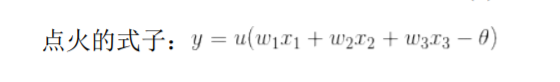 点火的式子：y = u(w₁x₁ + w₂x₂ + w₃x₃ − θ)